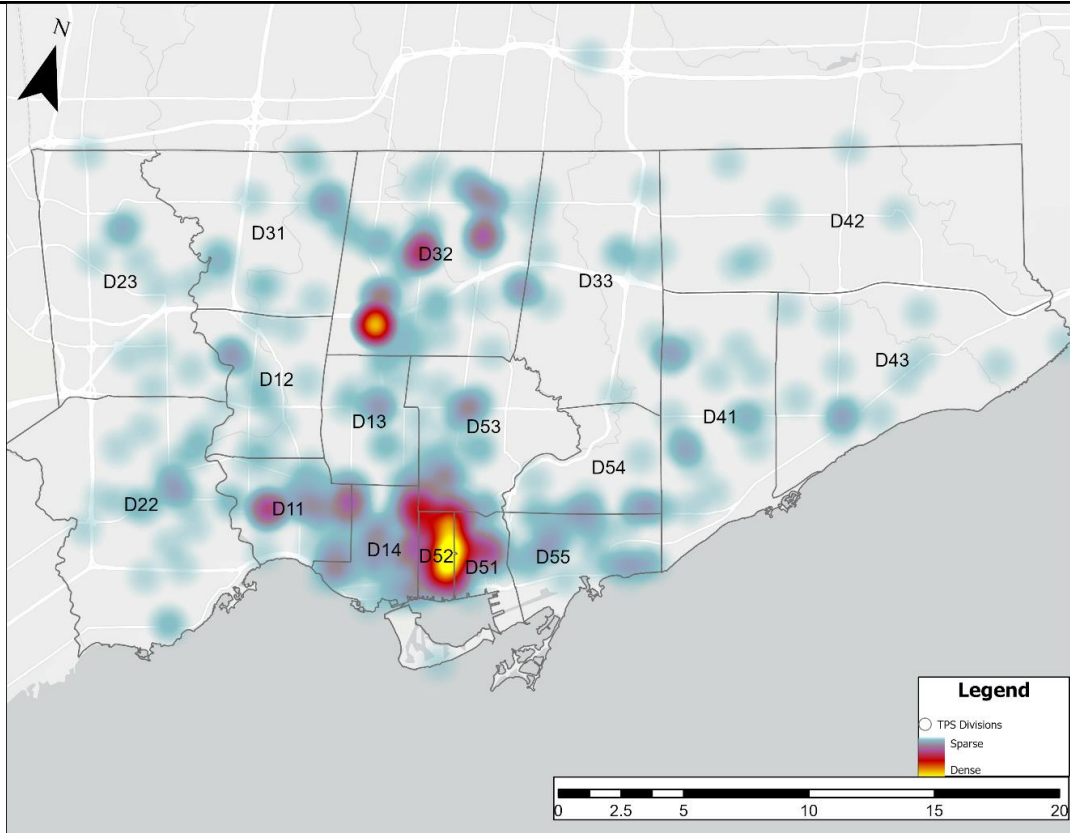 N
D31
D32
D42
D23
D33
D12
D43
D13
D53
D41
D54
D22
D11
D14
D52
D51
D55
Legend
TPS Divisions
Sparse
Dense
0 2.5 5 10 15 20